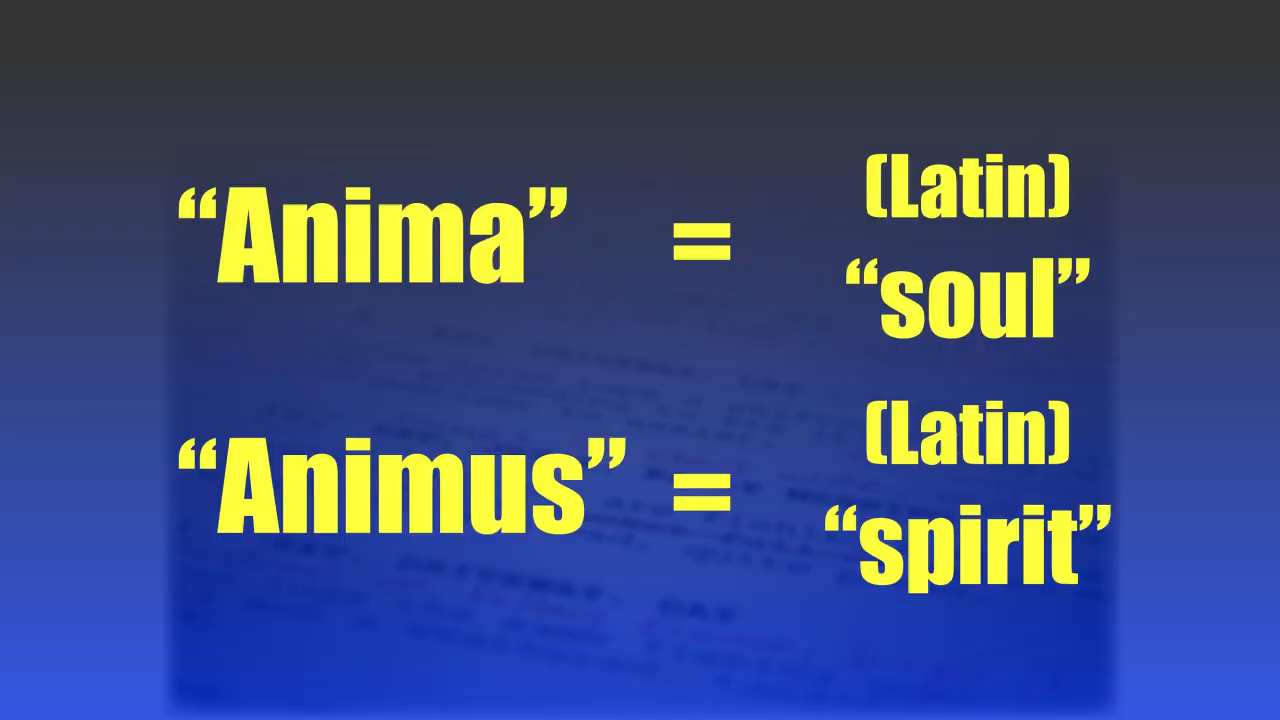 “Anima” = (Latin) “soul”
“Animus” = (Latin) “spirit”